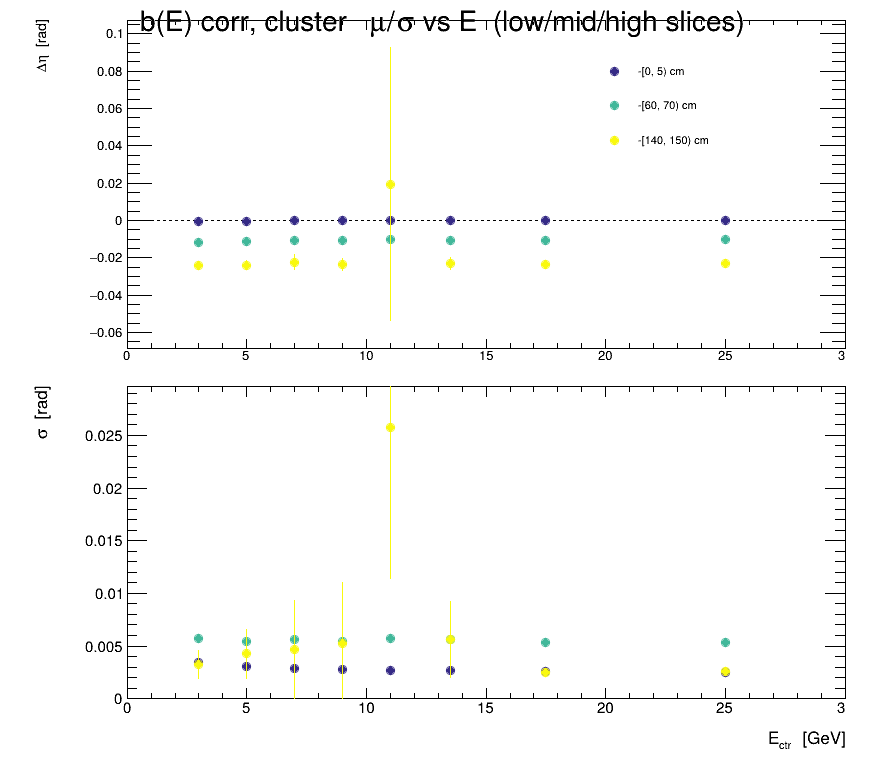 b(E) corr, cluster μ/σ vs E (low/mid/high slices)
Δη [rad]
0.1
0.08
0.06
0.04
0.02
0
−0.02
−0.04
−0.06
-[0, 5) cm
-[60, 70) cm
-[140, 150) cm
0 5 10 15 20 25 3
σ [rad]
0.025
0.02
0.015
0.01
0.005
0
0 5 10 15 20 25 3
E_ctr [GeV]